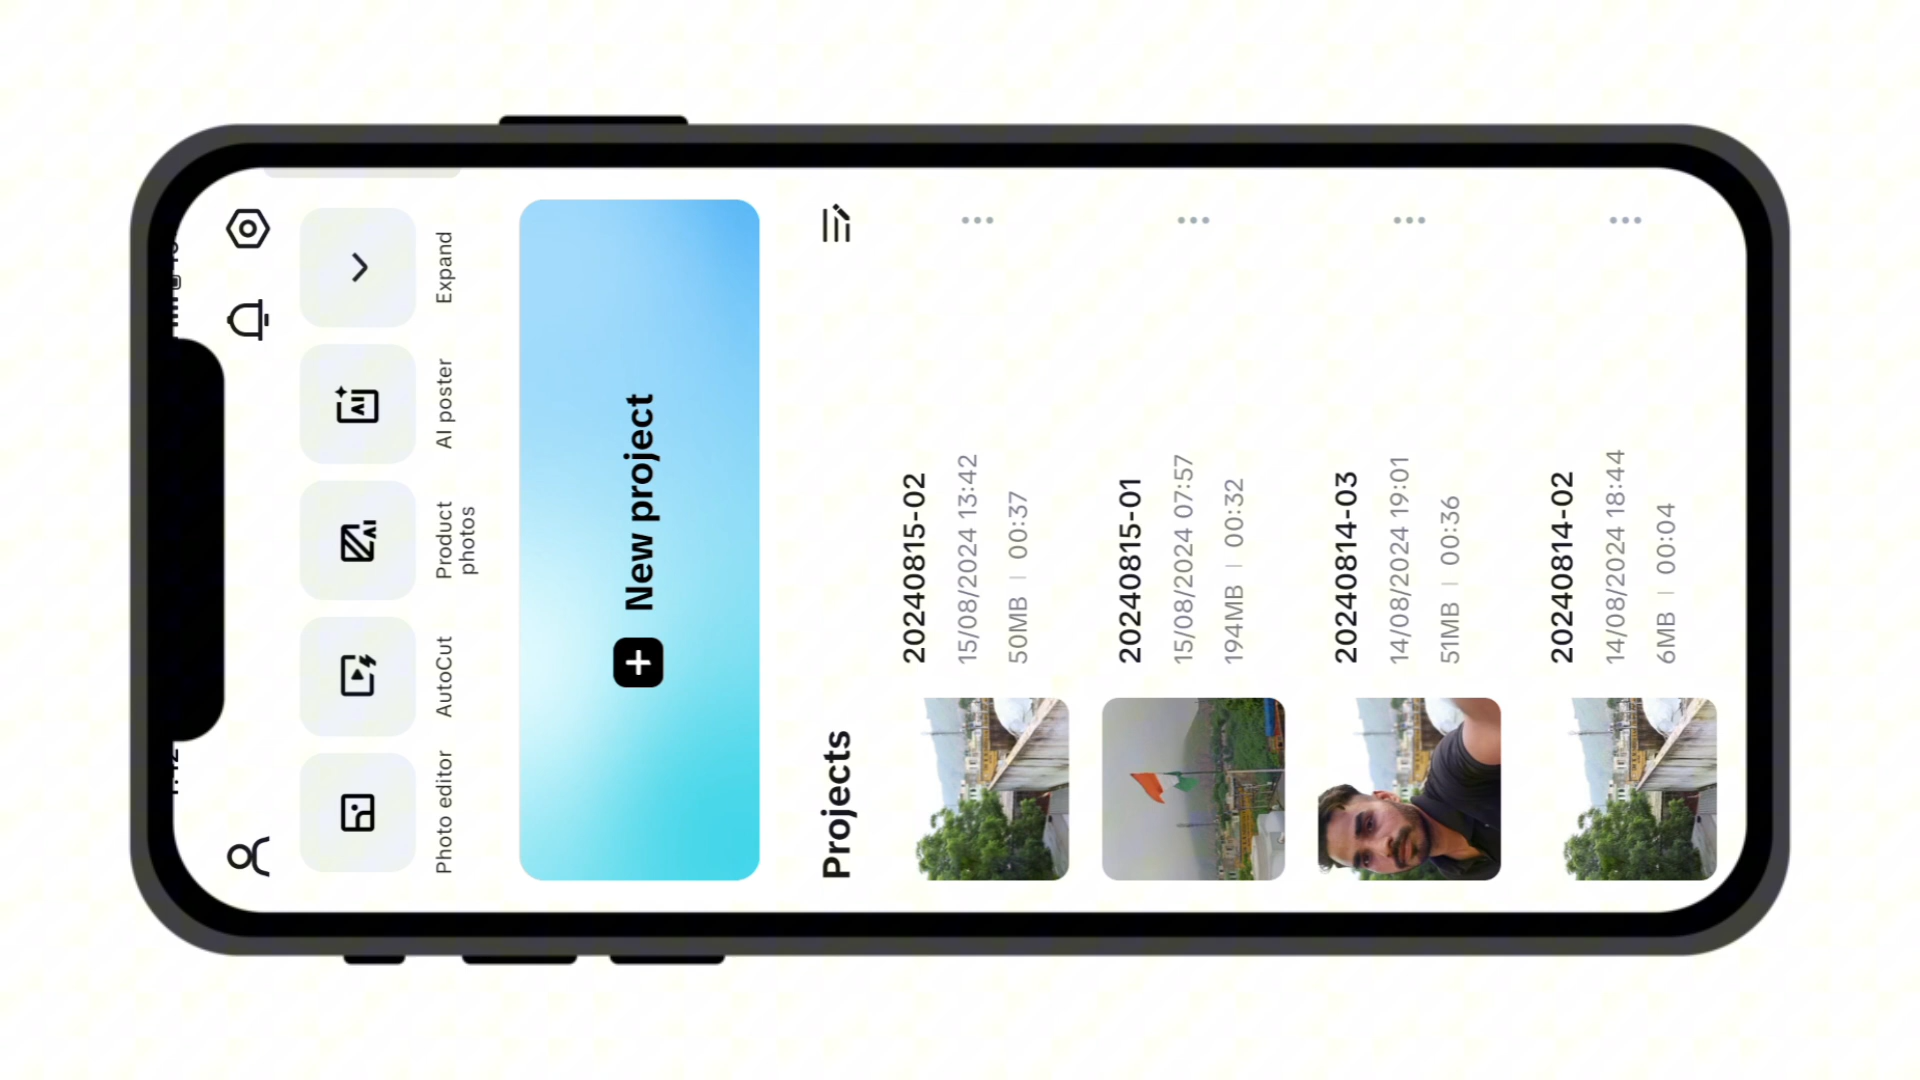 Photo editor
AutoCut
Product
photos
AI poster
Expand
New project
Projects
20240815-02
15/08/2024 13:42
50MB | 00:37
20240815-01
15/08/2024 07:57
194MB | 00:32
20240814-03
14/08/2024 19:01
51MB | 00:36
20240814-02
14/08/2024 18:44
6MB | 00:04